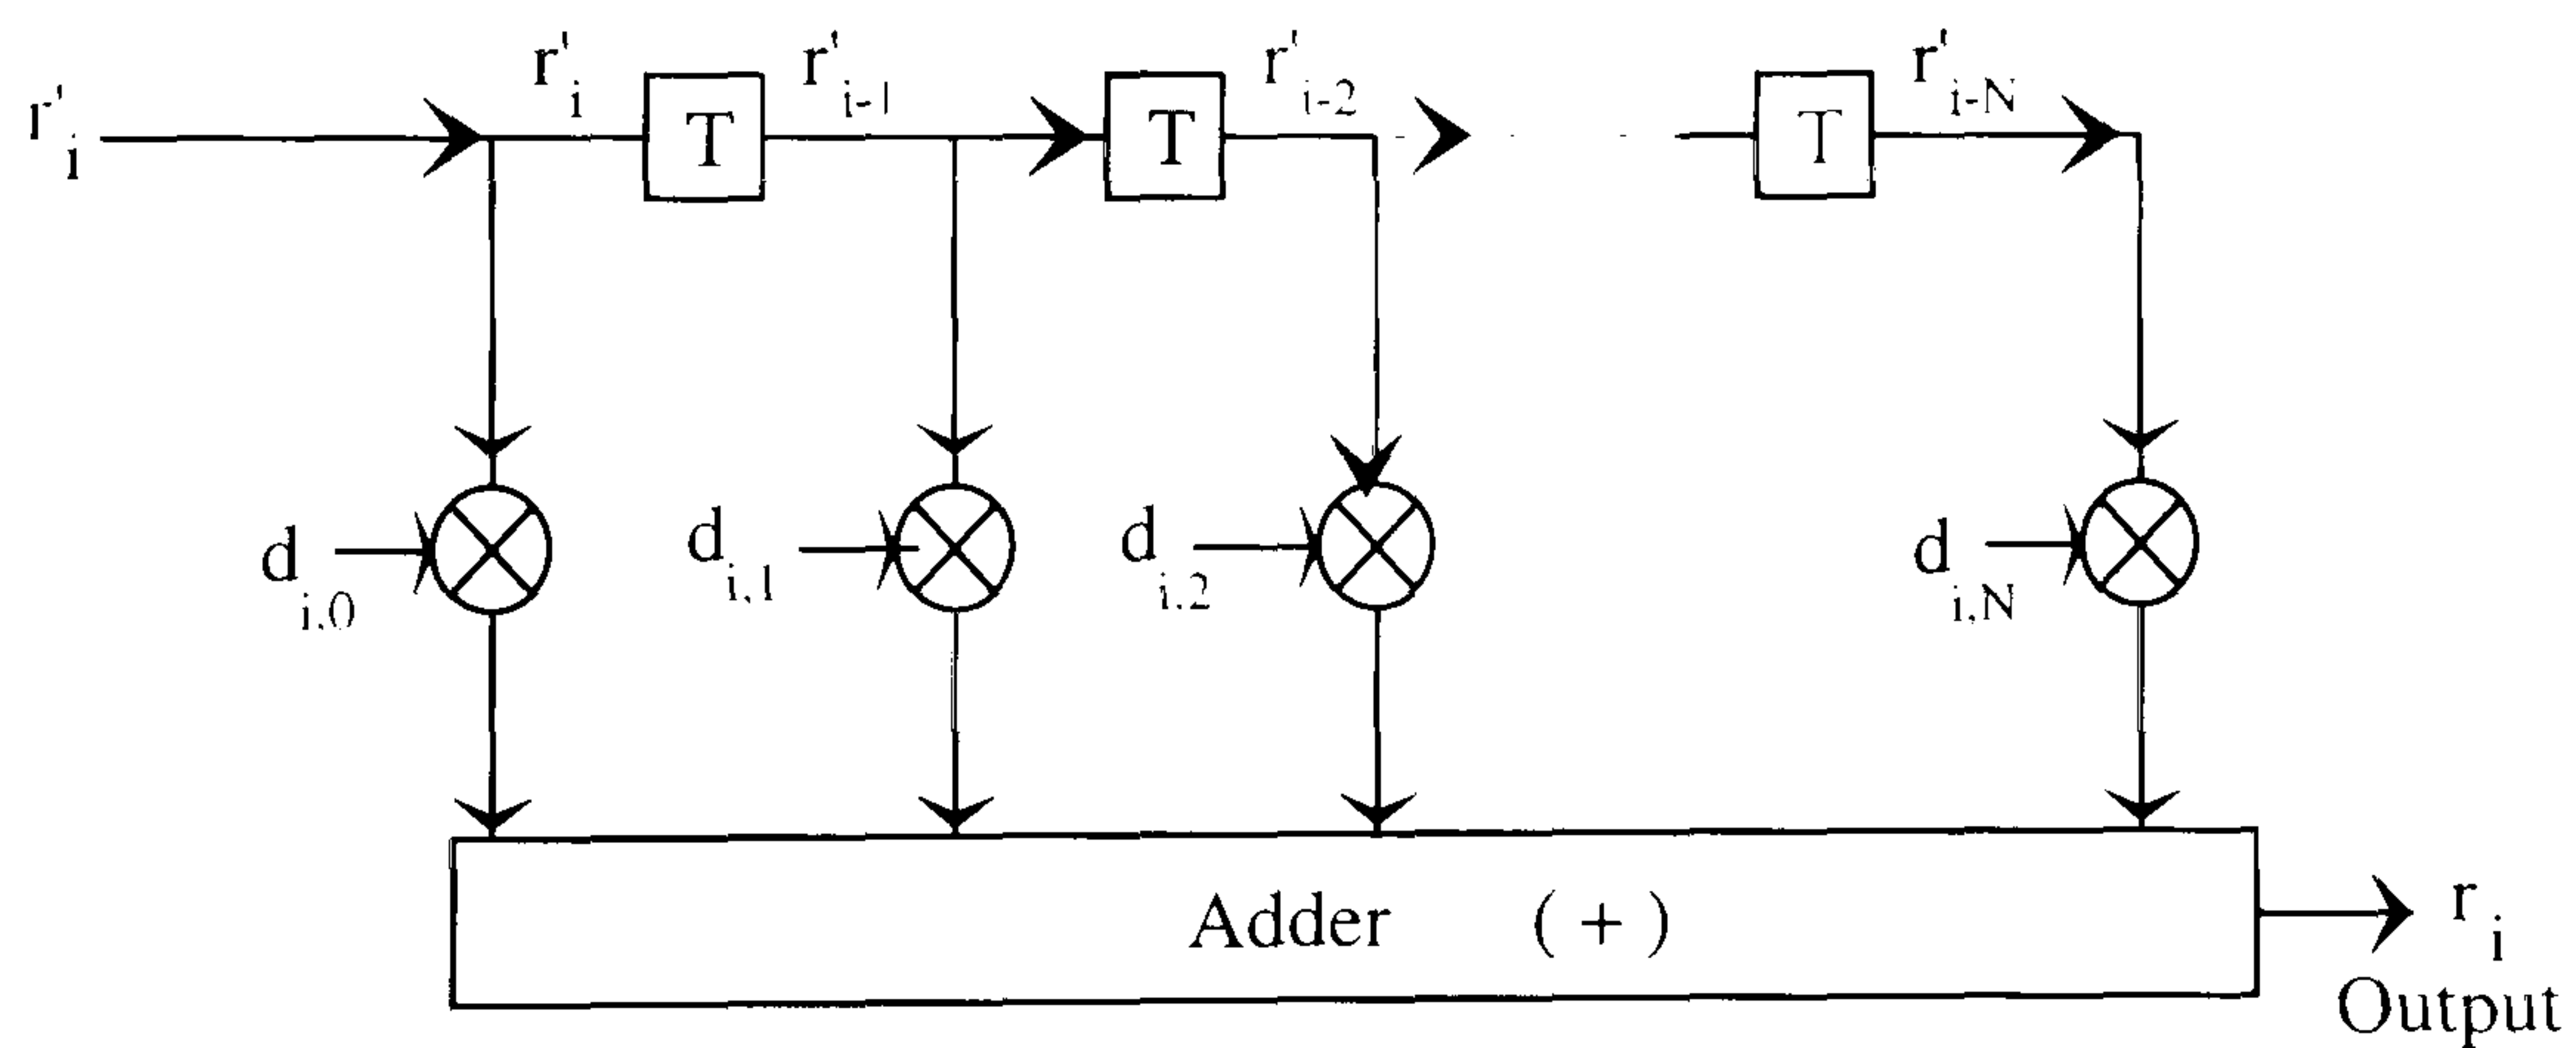 r'i r'i T r'i-1 T r'i-2 T r'i-N
di,0 di,1 di,2 di,N
Adder ( + ) ri
Output